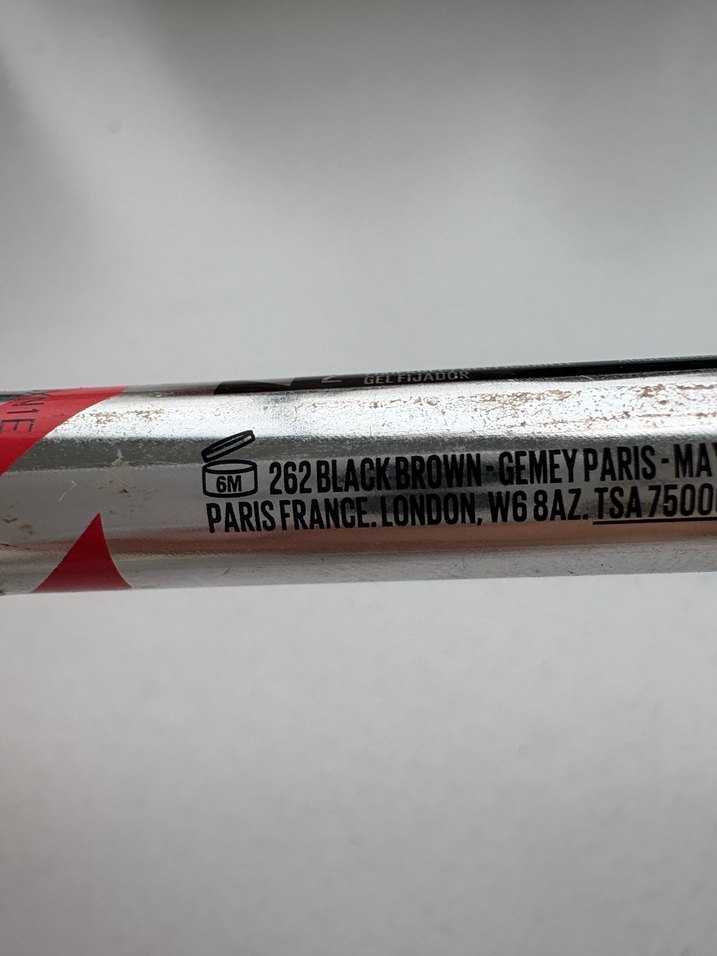 GEL FIJADOR
6M
262 BLACK BROWN - GEMEY PARIS - MAY
PARIS FRANCE. LONDON, W6 8AZ. TSA 7500